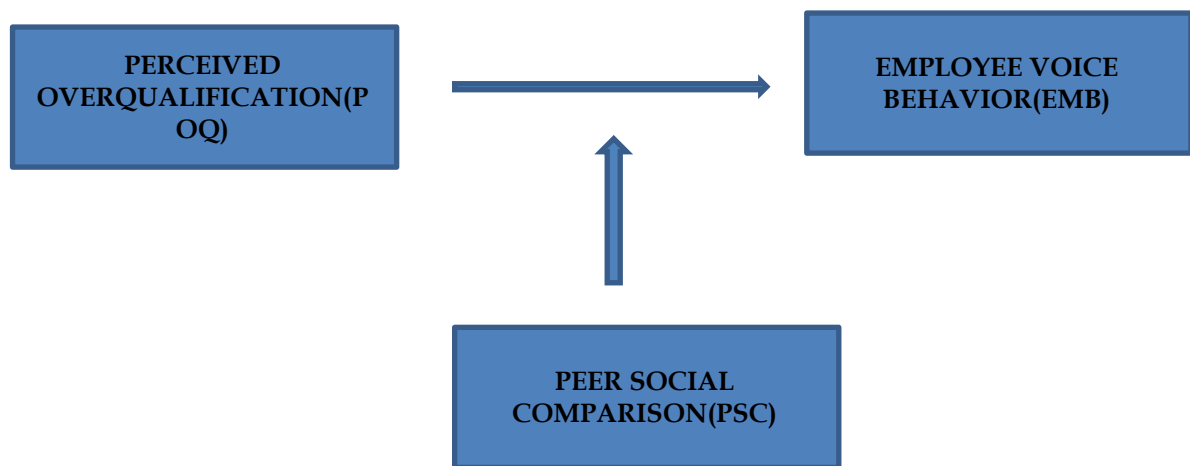 PERCEIVED
OVERQUALIFICATION(P
OQ)
EMPLOYEE VOICE
BEHAVIOR(EMB)
PEER SOCIAL
COMPARISON(PSC)